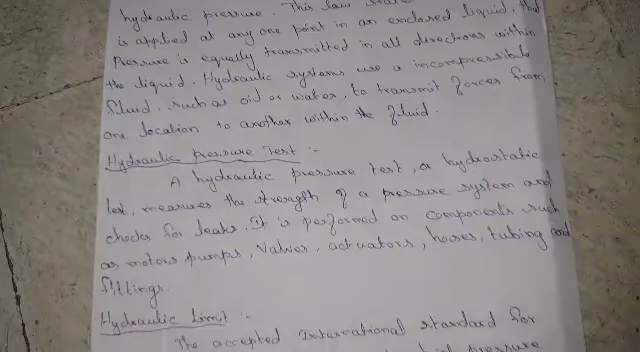 hydraulic pressure. This law
is applied at any one point in an enclosed liquid, that
Pressure is equally transmitted in all directions within
the liquid. Hydraulic systems use a incompressible
fluid, such as oil or water, to transmit forces from
one location to another within the fluid.
Hydraulic pressure Test :-
A hydraulic pressure test, or hydrostatic
test, measures the strength of a pressure system and
checks for leaks. It is performed on components such
as motors pumps, Valves, actuators, hoses, tubing and
fittings.
Hydraulic Limit :-
The accepted International standard for
pressure